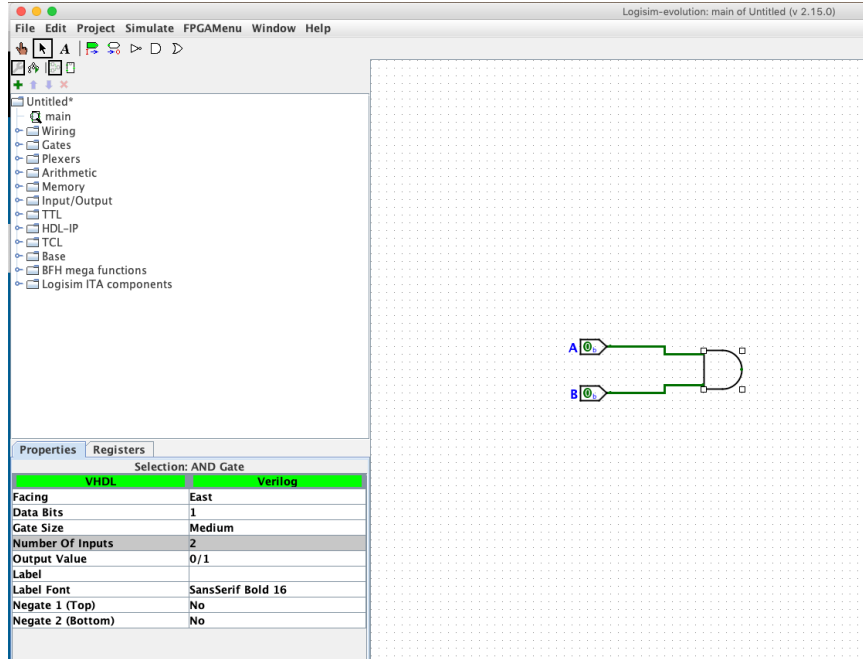 Logisim-evolution: main of Untitled (v 2.15.0)
File Edit Project Simulate FPGAMenu Window Help
A
Untitled*
main
Wiring
Gates
Plexers
Arithmetic
Memory
Input/Output
TTL
HDL-IP
TCL
Base
BFH mega functions
Logisim ITA components
A 0b
B 0b
Properties Registers
Selection: AND Gate
VHDL Verilog
Facing East
Data Bits 1
Gate Size Medium
Number Of Inputs 2
Output Value 0/1
Label
Label Font SansSerif Bold 16
Negate 1 (Top) No
Negate 2 (Bottom) No